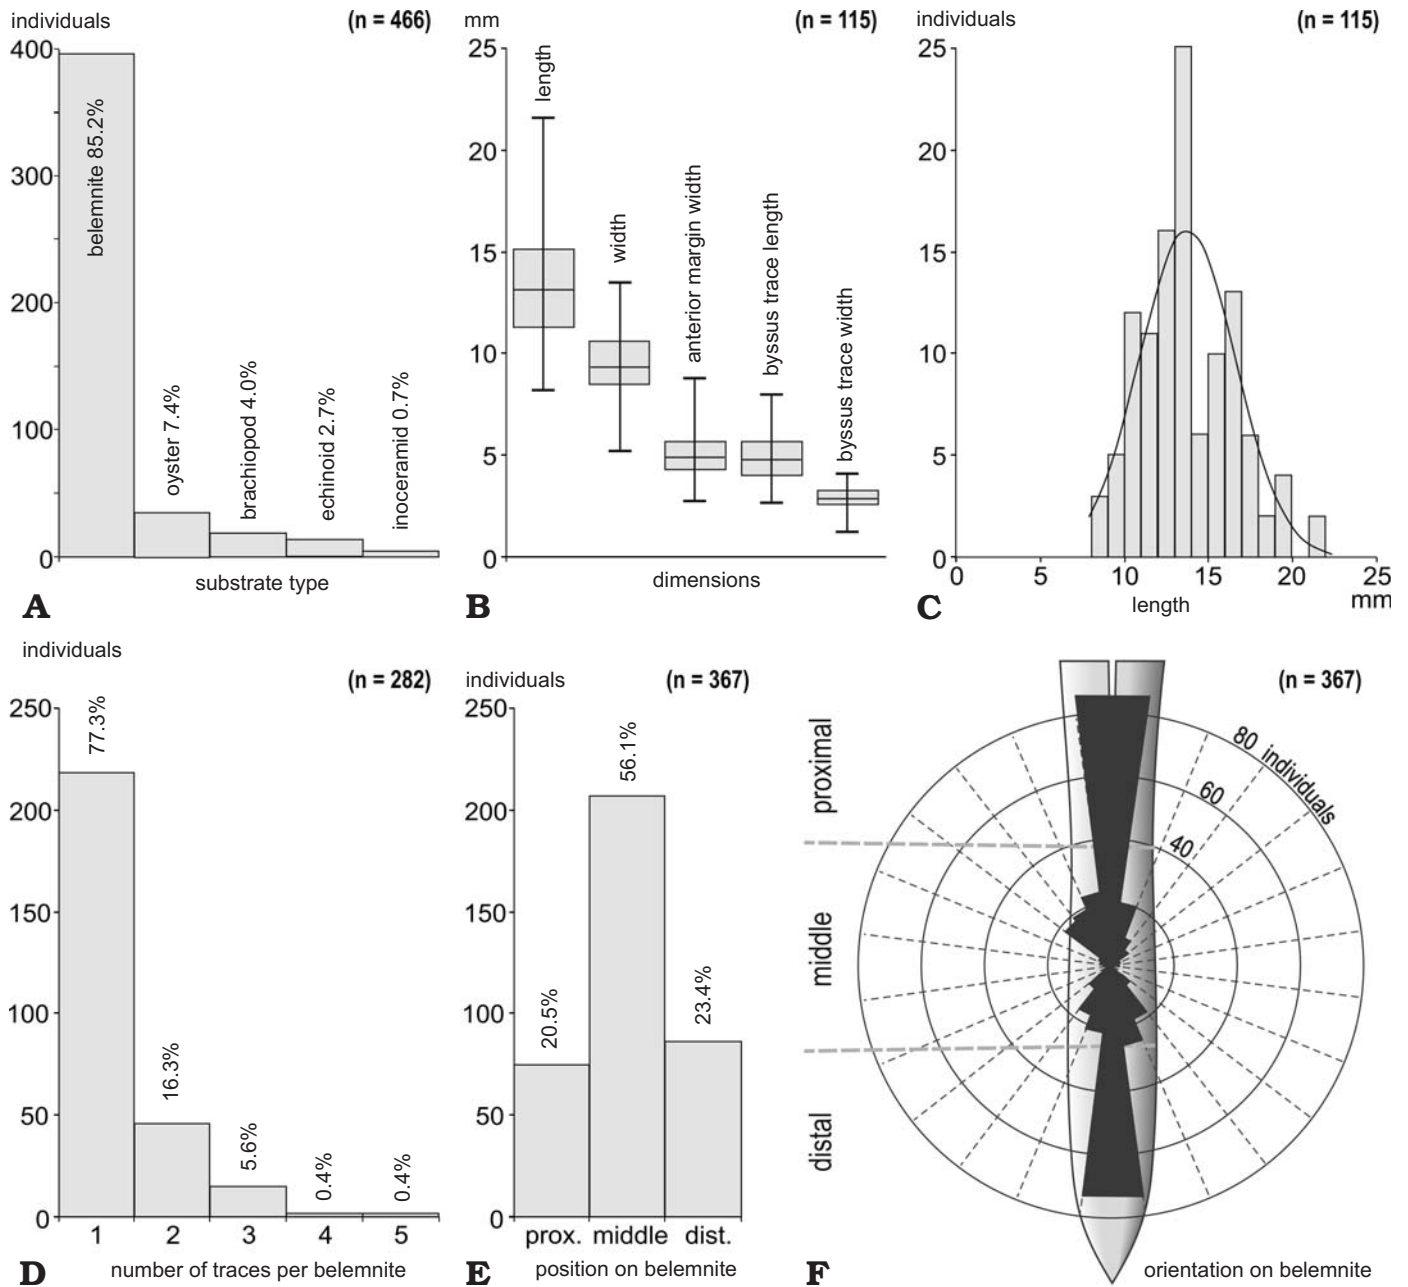 individuals
(n = 466)
400
300
200
100
0
belemnite 85.2%
oyster 7.4%
brachiopod 4.0%
echinoid 2.7%
inoceramid 0.7%
substrate type
A
mm
(n = 115)
25
20
15
10
5
0
length
width
anterior margin width
byssus trace length
byssus trace width
dimensions
B
individuals
(n = 115)
25
20
15
10
5
0
0 5 10 15 20 25
mm
length
C
individuals
(n = 282)
250
200
150
100
50
0
77.3%
16.3%
5.6%
0.4%
0.4%
1 2 3 4 5
number of traces per belemnite
D
individuals
(n = 367)
250
200
150
100
50
0
20.5%
56.1%
23.4%
prox. middle dist.
position on belemnite
E
(n = 367)
proximal
middle
distal
80 individuals
60
40
orientation on belemnite
F